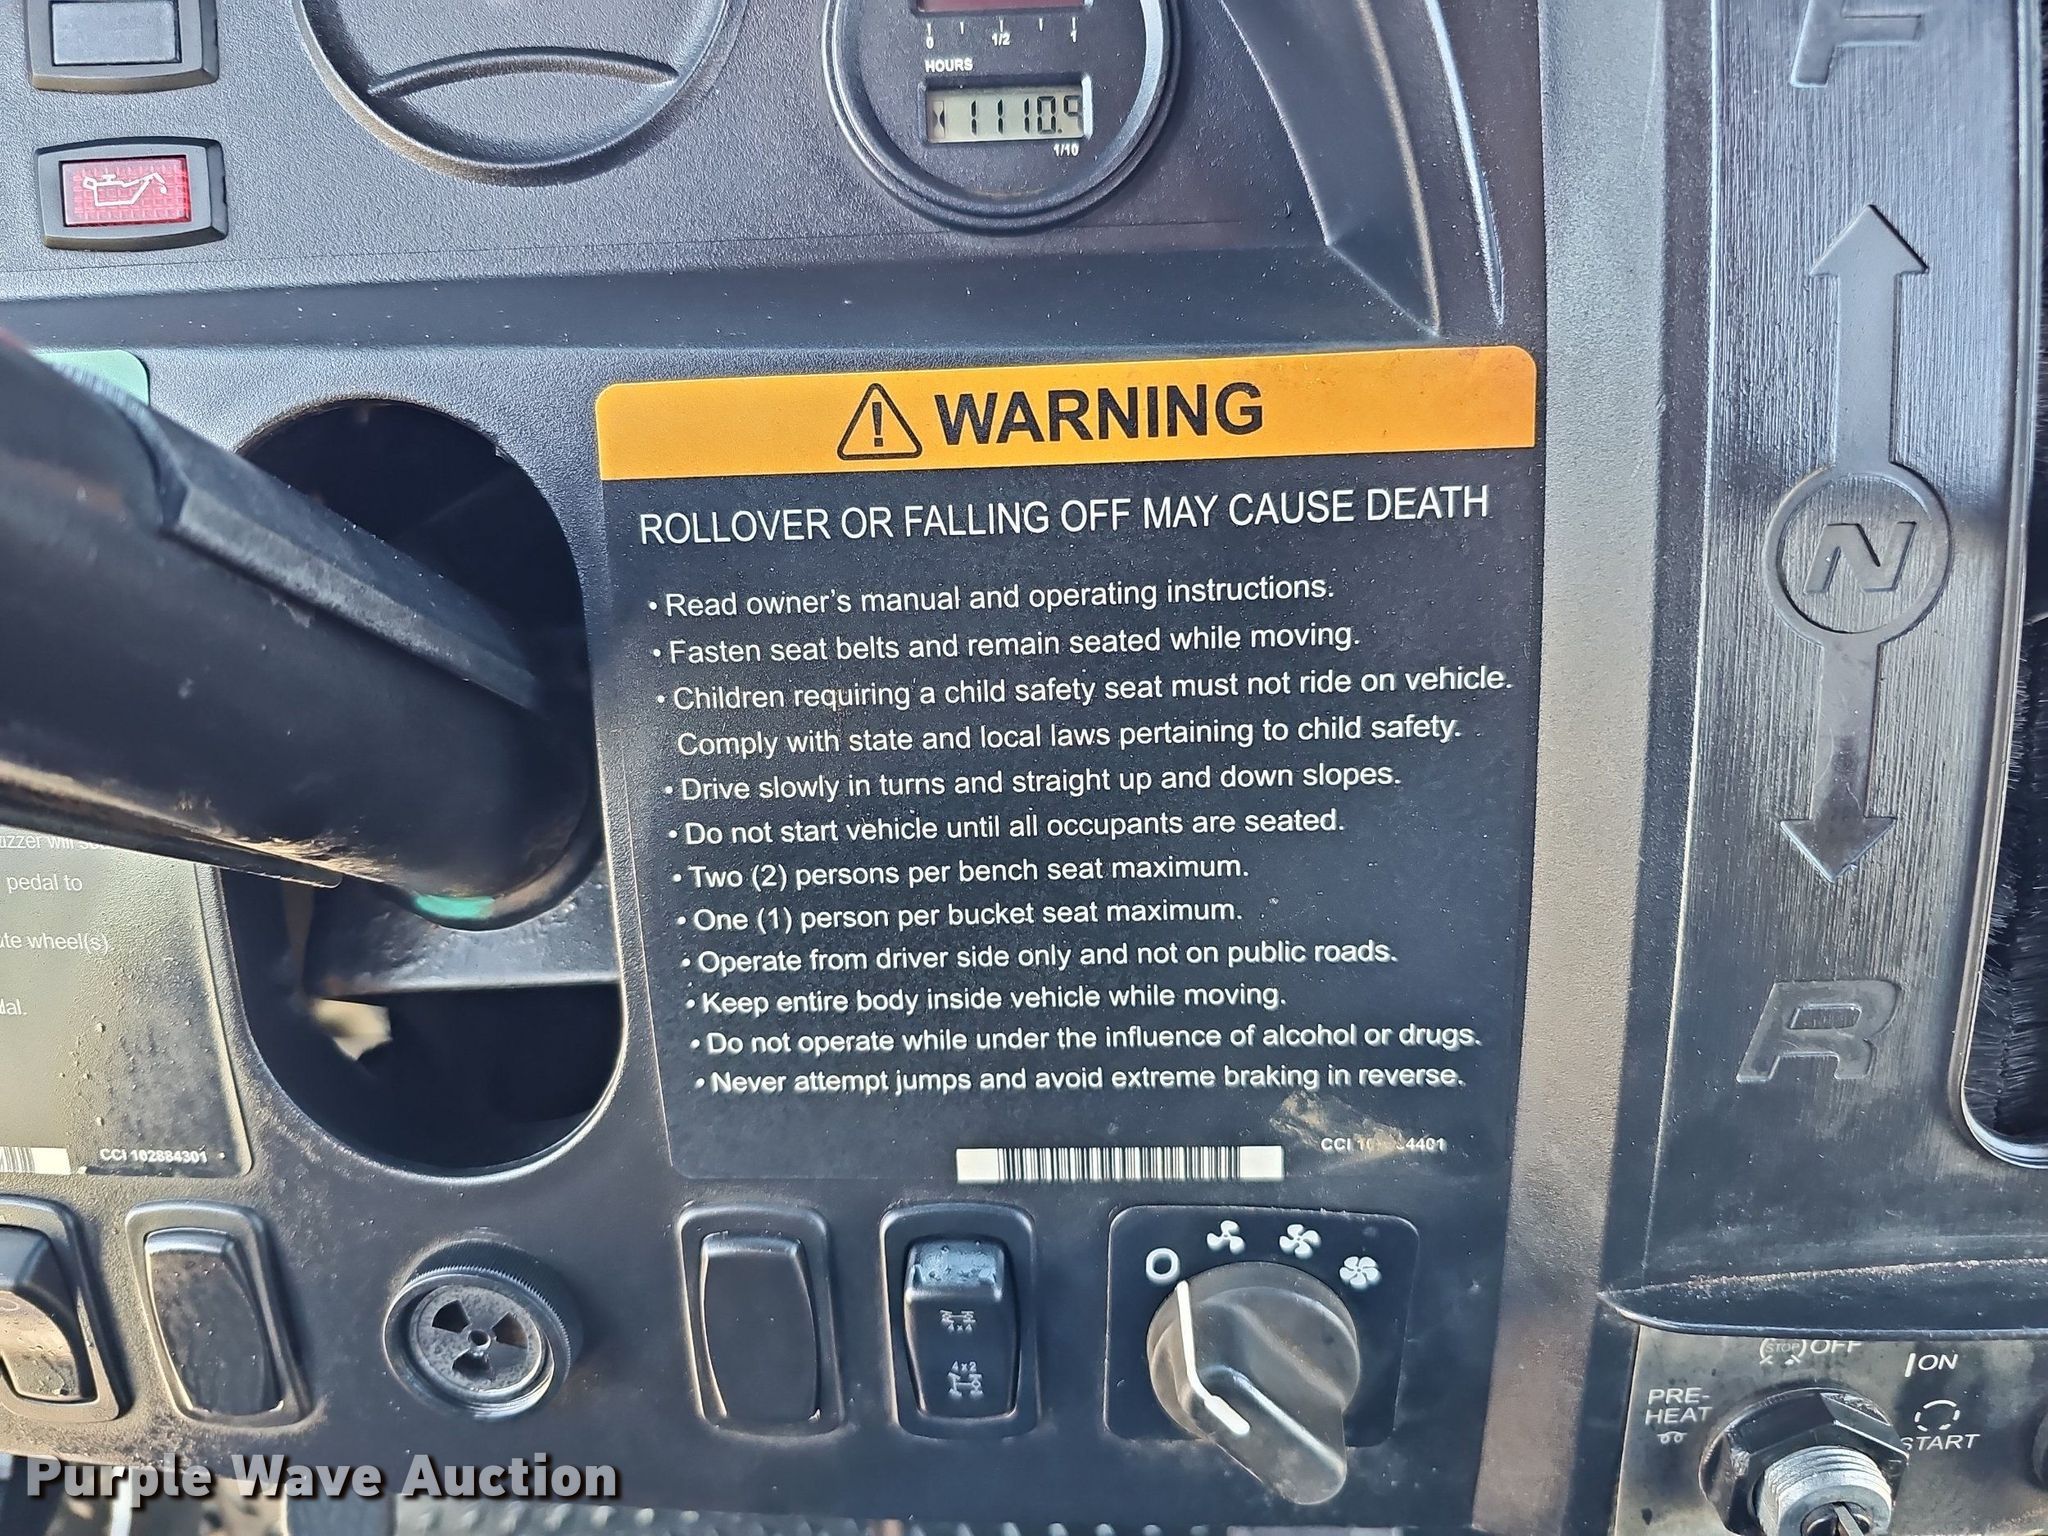 0 1/2 1
HOURS
1110.9
1/10
F
WARNING
ROLLOVER OR FALLING OFF MAY CAUSE DEATH
• Read owner's manual and operating instructions.
• Fasten seat belts and remain seated while moving.
• Children requiring a child safety seat must not ride on vehicle.
Comply with state and local laws pertaining to child safety.
• Drive slowly in turns and straight up and down slopes.
• Do not start vehicle until all occupants are seated.
• Two (2) persons per bench seat maximum.
• One (1) person per bucket seat maximum.
• Operate from driver side only and not on public roads.
• Keep entire body inside vehicle while moving.
• Do not operate while under the influence of alcohol or drugs.
• Never attempt jumps and avoid extreme braking in reverse.
CCI
N
R
will
pedal to
wheel(s)
CCI 102884301
O
4x4
4x2
(STOP) OFF
ON
PRE-
HEAT
START
Purple Wave Auction